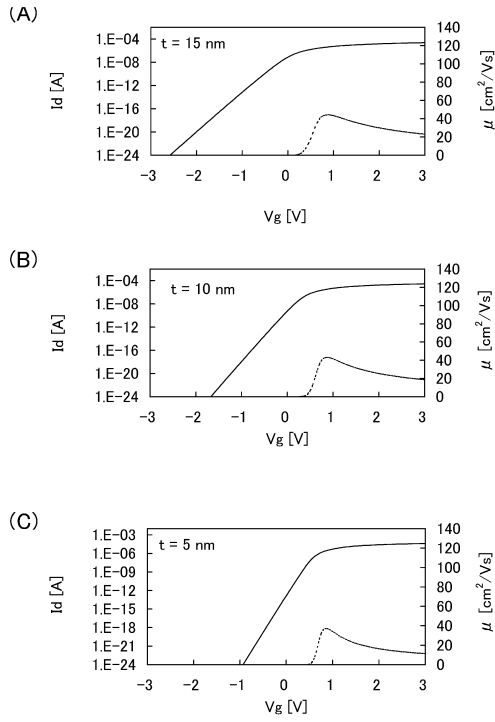 (A)
1.E-04
1.E-08
1.E-12
1.E-16
1.E-20
1.E-24
Id [A]
t = 15 nm
140
120
100
80
60
40
20
0
μ [cm²/Vs]
-3 -2 -1 0 1 2 3
Vg [V]
(B)
1.E-04
1.E-08
1.E-12
1.E-16
1.E-20
1.E-24
Id [A]
t = 10 nm
140
120
100
80
60
40
20
0
μ [cm²/Vs]
-3 -2 -1 0 1 2 3
Vg [V]
(C)
1.E-03
1.E-06
1.E-09
1.E-12
1.E-15
1.E-18
1.E-21
1.E-24
Id [A]
t = 5 nm
140
120
100
80
60
40
20
0
μ [cm²/Vs]
-3 -2 -1 0 1 2 3
Vg [V]